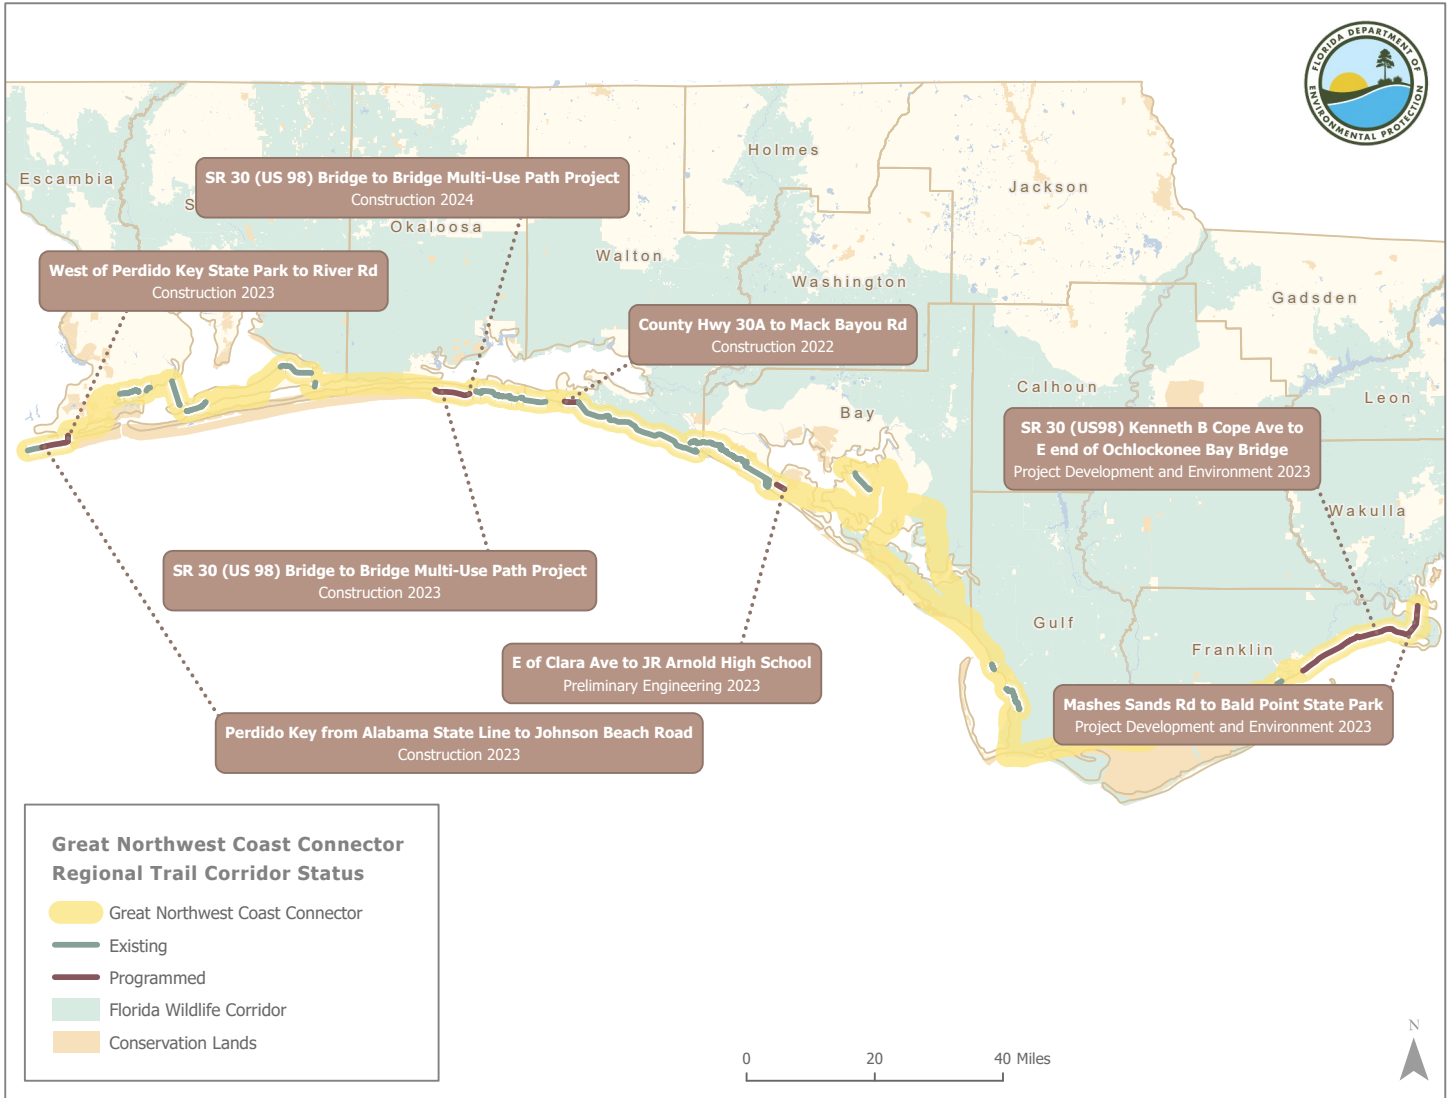 FLORIDA DEPARTMENT OF
ENVIRONMENTAL PROTECTION
Escambia
S
Okaloosa
Holmes
Walton
Washington
Jackson
Gadsden
Calhoun
Leon
Bay
Wakulla
Gulf
Franklin
SR 30 (US 98) Bridge to Bridge Multi-Use Path Project
Construction 2024
West of Perdido Key State Park to River Rd
Construction 2023
County Hwy 30A to Mack Bayou Rd
Construction 2022
SR 30 (US98) Kenneth B Cope Ave to
E end of Ochlockonee Bay Bridge
Project Development and Environment 2023
SR 30 (US 98) Bridge to Bridge Multi-Use Path Project
Construction 2023
E of Clara Ave to JR Arnold High School
Preliminary Engineering 2023
Mashes Sands Rd to Bald Point State Park
Project Development and Environment 2023
Perdido Key from Alabama State Line to Johnson Beach Road
Construction 2023
Great Northwest Coast Connector
Regional Trail Corridor Status
Great Northwest Coast Connector
Existing
Programmed
Florida Wildlife Corridor
Conservation Lands
0 20 40 Miles
N